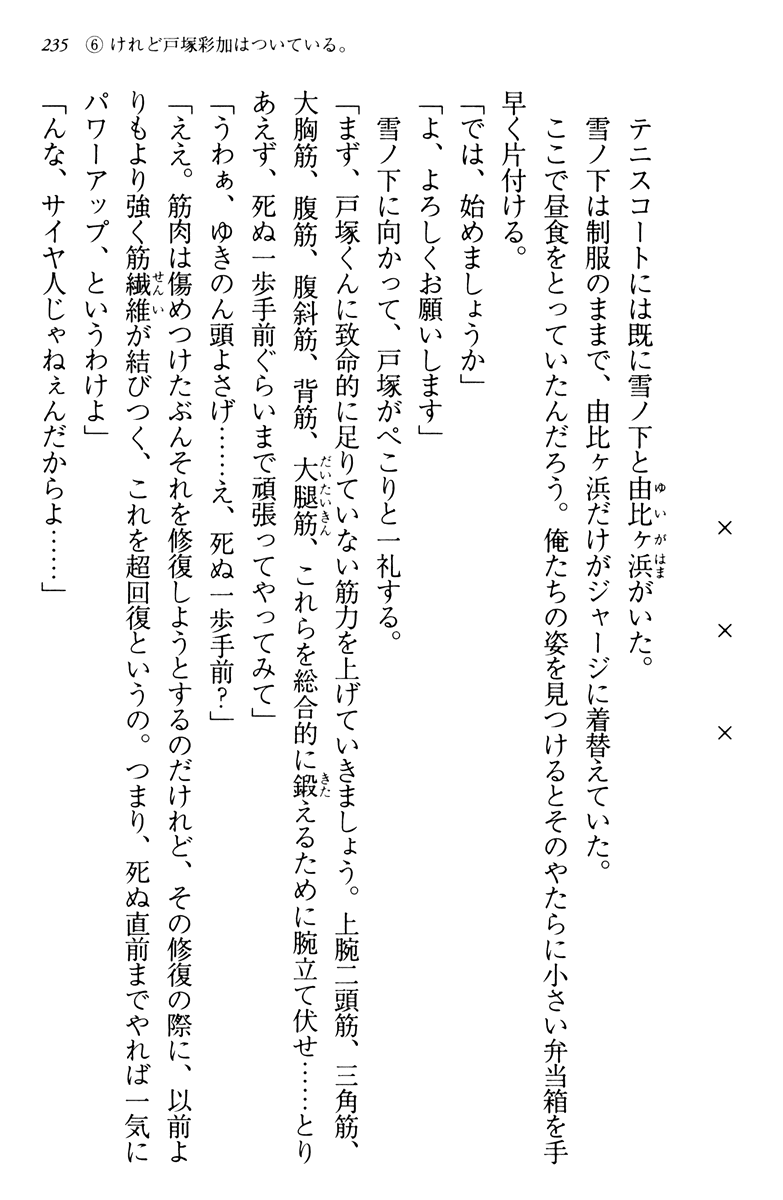 235 ⑥けれど戸塚彩加はついている。
× × ×
テニスコートには既に雪ノ下と由比ヶ浜がいた。
雪ノ下は制服のままで、由比ヶ浜だけがジャージに着替えていた。
ここで昼食をとっていたんだろう。俺たちの姿を見つけるとそのやたらに小さい弁当箱を手
早く片付ける。
「では、始めましょうか」
「よ、よろしくお願いします」
雪ノ下に向かって、戸塚がぺこりと一礼する。
「まず、戸塚くんに致命的に足りていない筋力を上げていきましょう。上腕二頭筋、三角筋、
大胸筋、腹筋、腹斜筋、背筋、大腿筋、これらを総合的に鍛えるために腕立て伏せ……とり
あえず、死ぬ一歩手前ぐらいまで頑張ってやってみて」
「うわぁ、ゆきのん頭よさげ……え、死ぬ一歩手前?」
「ええ。筋肉は傷めつけたぶんそれを修復しようとするのだけれど、その修復の際に、以前よ
りもより強く筋繊維が結びつく、これを超回復というの。つまり、死ぬ直前までやれば一気に
パワーアップ、というわけよ」
「んな、サイヤ人じゃねぇんだからよ……」